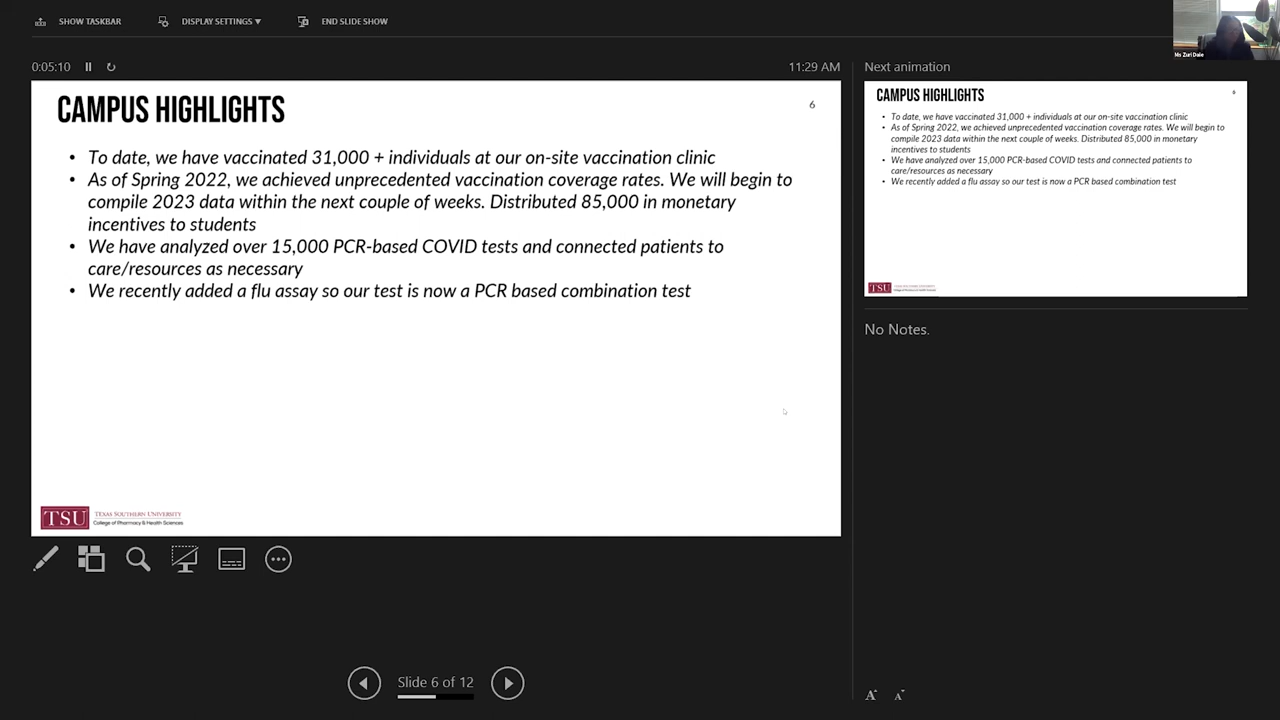 SHOW TASKBAR
DISPLAY SETTINGS ▼
END SLIDE SHOW
Ms Zuri Dale
0:05:10
11:29 AM
CAMPUS HIGHLIGHTS
6
• To date, we have vaccinated 31,000 + individuals at our on-site vaccination clinic
• As of Spring 2022, we achieved unprecedented vaccination coverage rates. We will begin to
compile 2023 data within the next couple of weeks. Distributed 85,000 in monetary
incentives to students
• We have analyzed over 15,000 PCR-based COVID tests and connected patients to
care/resources as necessary
• We recently added a flu assay so our test is now a PCR based combination test
TSU
TEXAS SOUTHERN UNIVERSITY
College of Pharmacy & Health Sciences
Slide 6 of 12
Next animation
CAMPUS HIGHLIGHTS
6
• To date, we have vaccinated 31,000 + individuals at our on-site vaccination clinic
• As of Spring 2022, we achieved unprecedented vaccination coverage rates. We will begin to
compile 2023 data within the next couple of weeks. Distributed 85,000 in monetary
incentives to students
• We have analyzed over 15,000 PCR-based COVID tests and connected patients to
care/resources as necessary
• We recently added a flu assay so our test is now a PCR based combination test
TSU
No Notes.
A
A